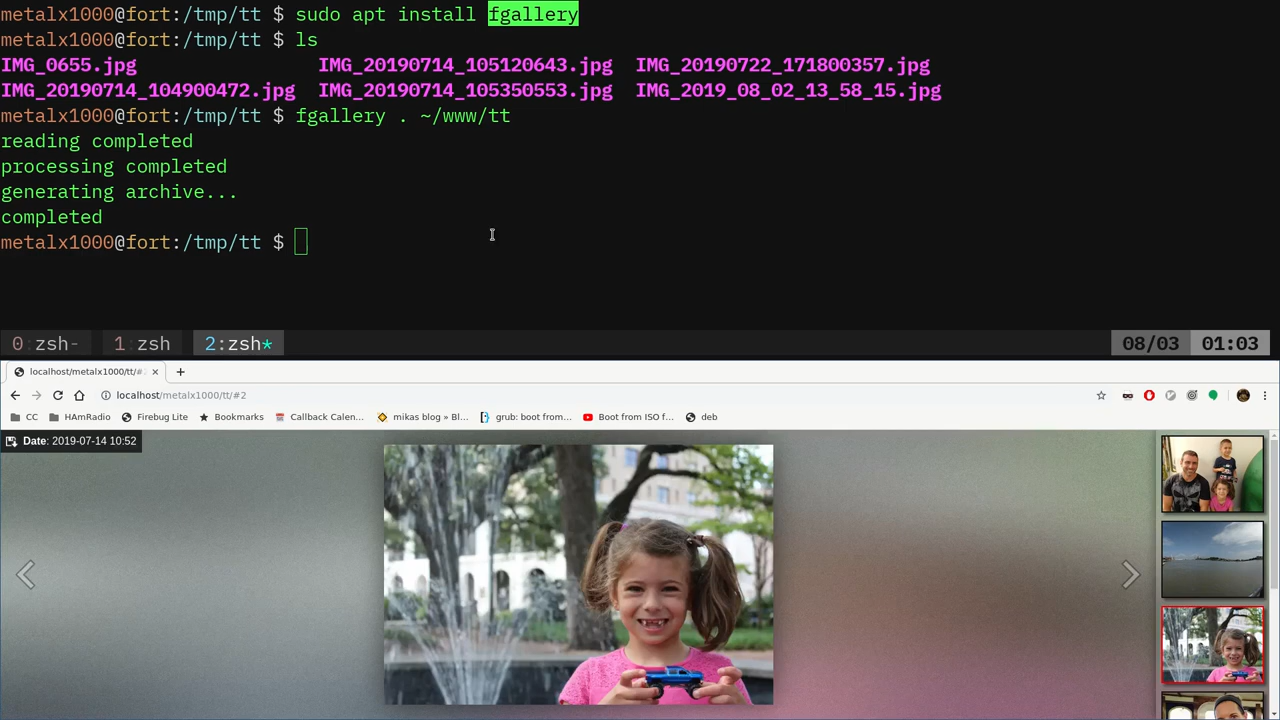 metalx1000@fort:/tmp/tt $ sudo apt install fgallery
metalx1000@fort:/tmp/tt $ ls
IMG_0655.jpg IMG_20190714_105120643.jpg IMG_20190722_171800357.jpg
IMG_20190714_104900472.jpg IMG_20190714_105350553.jpg IMG_2019_08_02_13_58_15.jpg
metalx1000@fort:/tmp/tt $ fgallery . ~/www/tt
reading completed
processing completed
generating archive...
completed
metalx1000@fort:/tmp/tt $
0:zsh- 1:zsh 2:zsh* 08/03 01:03
localhost/metalx1000/tt/#
localhost/metalx1000/tt/#2
CC HAmRadio Firebug Lite Bookmarks Callback Calen... mikas blog » Bl... grub: boot from... Boot from ISO f... deb
Date: 2019-07-14 10:52